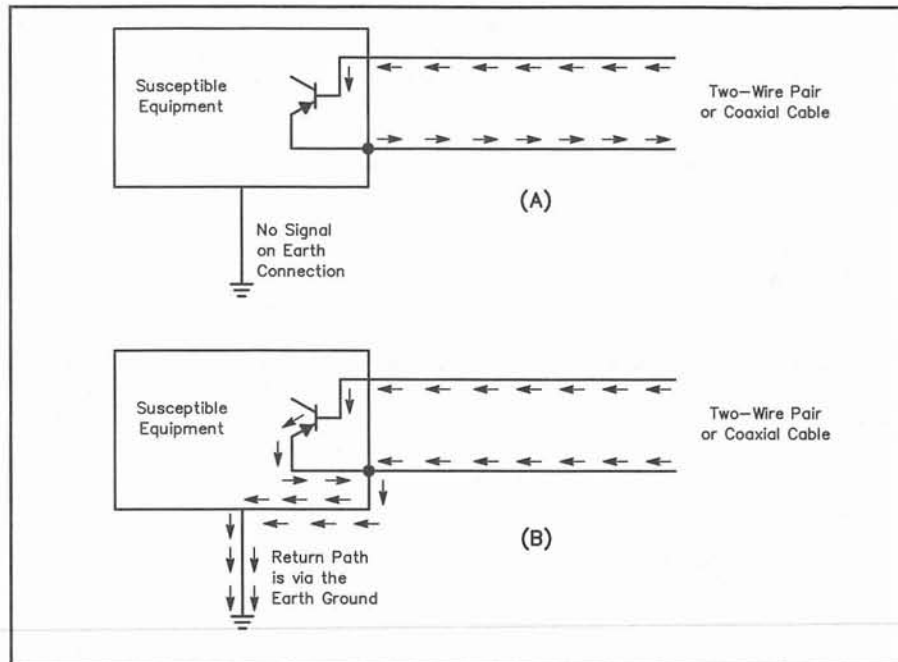 Susceptible
Equipment
Two-Wire Pair
or Coaxial Cable
(A)
No Signal
on Earth
Connection
Susceptible
Equipment
Two-Wire Pair
or Coaxial Cable
(B)
Return Path
is via the
Earth Ground